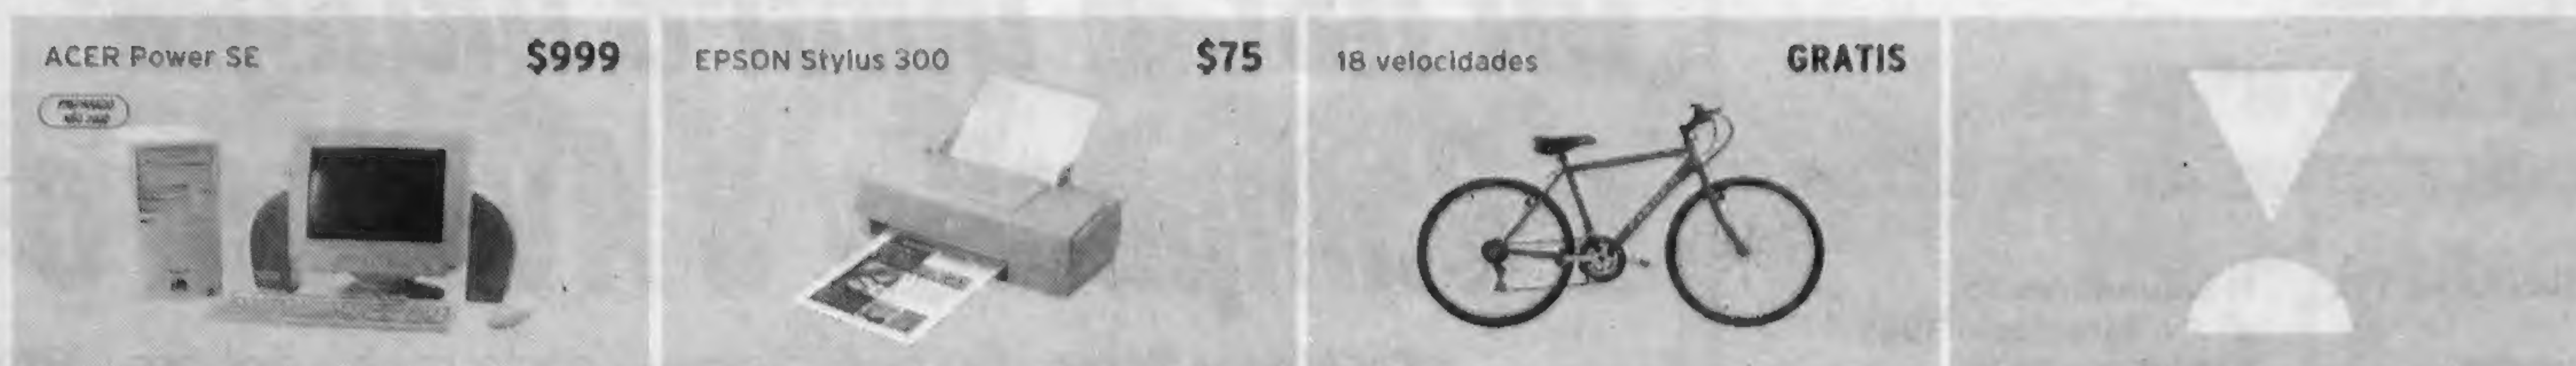 ACER Power SE
$999
EPSON Stylus 300
$75
18 velocidades
GRATIS